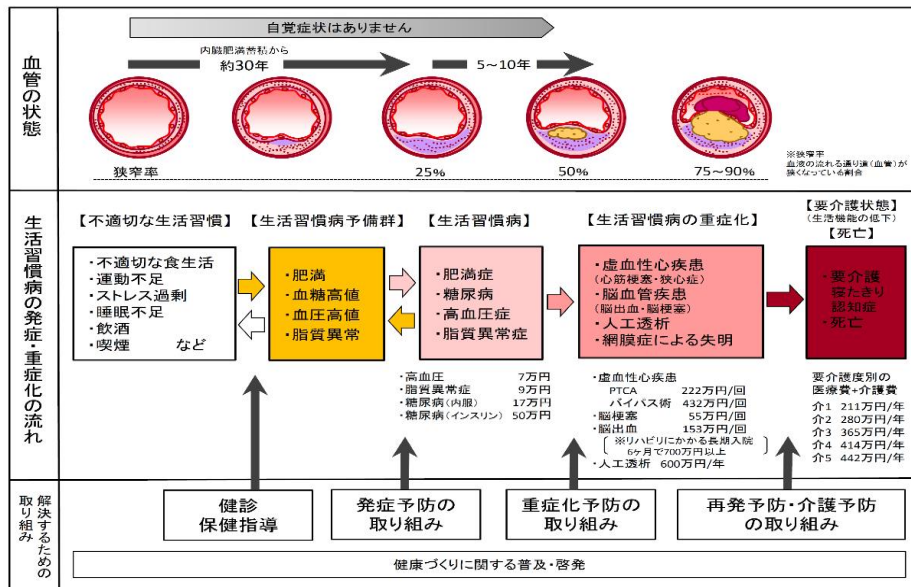 血管の状態
自覚症状はありません
内臓肥満蓄積から
約30年
5～10年
狭窄率
25%
50%
75～90%
※狭窄率
血液の流れる通り道(血管)が
狭くなっている割合
生活習慣病の発症・重症化の流れ
【不適切な生活習慣】
・不適切な食生活
・運動不足
・ストレス過剰
・睡眠不足
・飲酒
・喫煙 など
【生活習慣病予備群】
・肥満
・血糖高値
・血圧高値
・脂質異常
【生活習慣病】
・肥満症
・糖尿病
・高血圧症
・脂質異常症
・高血圧 7万円
・脂質異常症 9万円
・糖尿病(内服) 17万円
・糖尿病(インスリン) 50万円
【生活習慣病の重症化】
・虚血性心疾患
(心筋梗塞・狭心症)
・脳血管疾患
(脳出血・脳梗塞)
・人工透析
・網膜症による失明
・虚血性心疾患
PTCA 222万円/回
バイパス術 432万円/回
・脳梗塞 55万円/回
・脳出血 153万円/回
※リハビリにかかる長期入院
6ヶ月で700万円以上
・人工透析 600万円/年
【要介護状態】
(生活機能の低下)
【死亡】
・要介護
寝たきり
認知症
・死亡
要介護度別の
医療費+介護費
介1 211万円/年
介2 280万円/年
介3 365万円/年
介4 414万円/年
介5 442万円/年
解決するための
取り組み
健診
保健指導
発症予防の
取り組み
重症化予防の
取り組み
再発予防・介護予防
の取り組み
健康づくりに関する普及・啓発